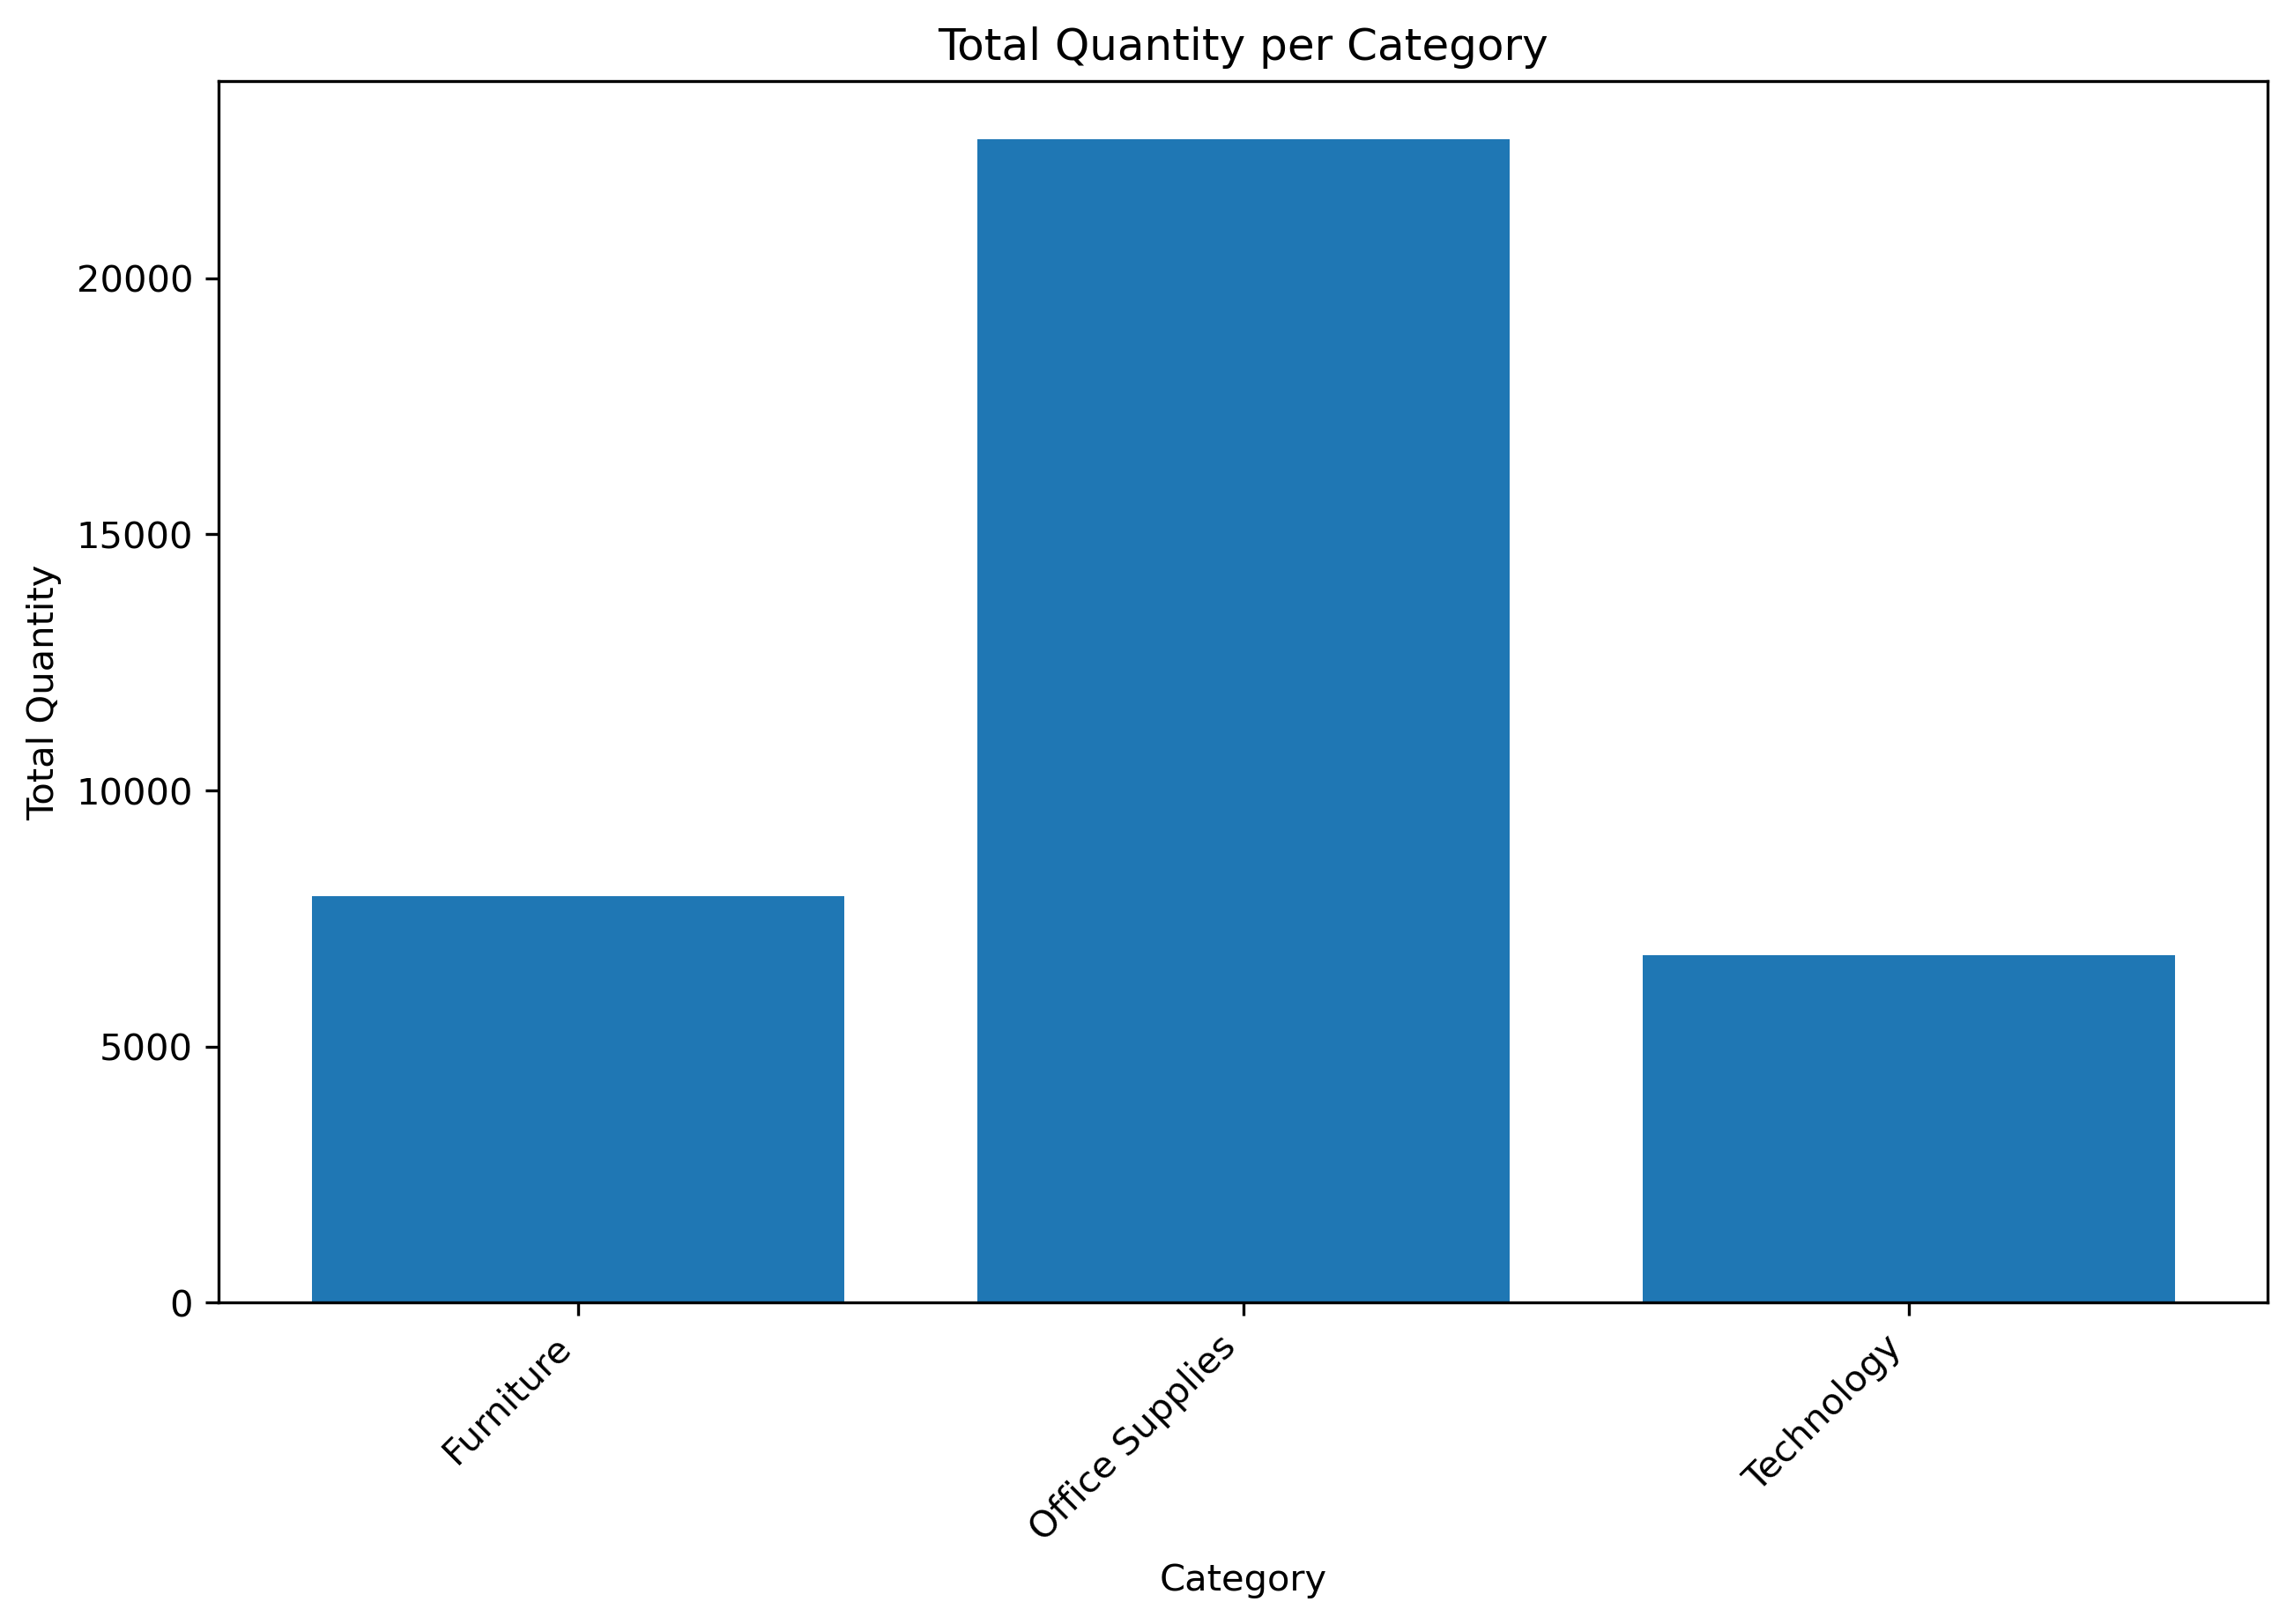 Total Quantity per Category
Total Quantity
20000
15000
10000
5000
0
Furniture
Office Supplies
Technology
Category